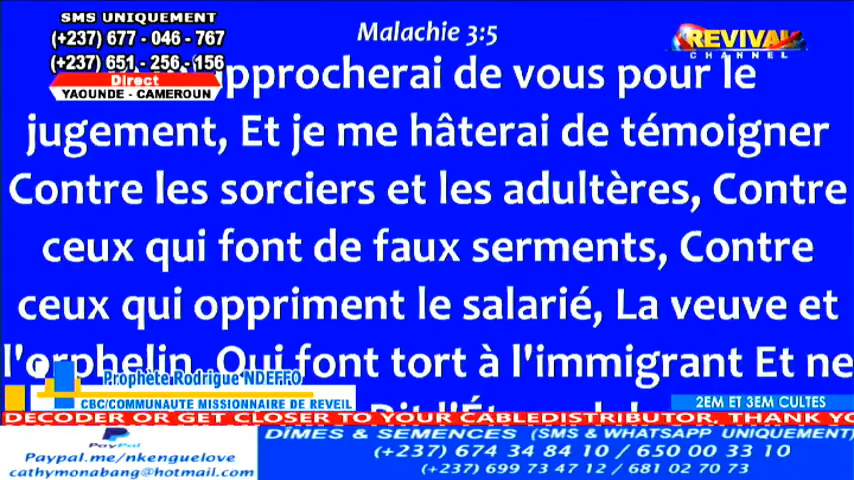 SMS UNIQUEMENT
(+237) 677 - 046 - 767
(+237) 651 - 256 - 156
Direct
YAOUNDE - CAMEROUN
Malachie 3:5
REVIVAL
CHANNEL
pprocherai de vous pour le
jugement, Et je me hâterai de témoigner
Contre les sorciers et les adultères, Contre
ceux qui font de faux serments, Contre
ceux qui oppriment le salarié, La veuve et
l'orphelin, Qui font tort à l'immigrant Et ne
Prophète Rodrigue NDEFFO
CBC/COMMUNAUTE MISSIONNAIRE DE REVEIL
2EM ET 3EM CULTES
DECODER OR GET CLOSER TO YOUR CABLEDISTRIBUTOR, THANK YO
PayPal
Paypal.me/nkenguelove
cathymonabang@hotmail.com
DÎMES & SEMENCES (SMS & WHATSAPP UNIQUEMENT)
(+237) 674 34 84 10 / 650 00 33 10
(+237) 699 73 47 12 / 681 02 70 73